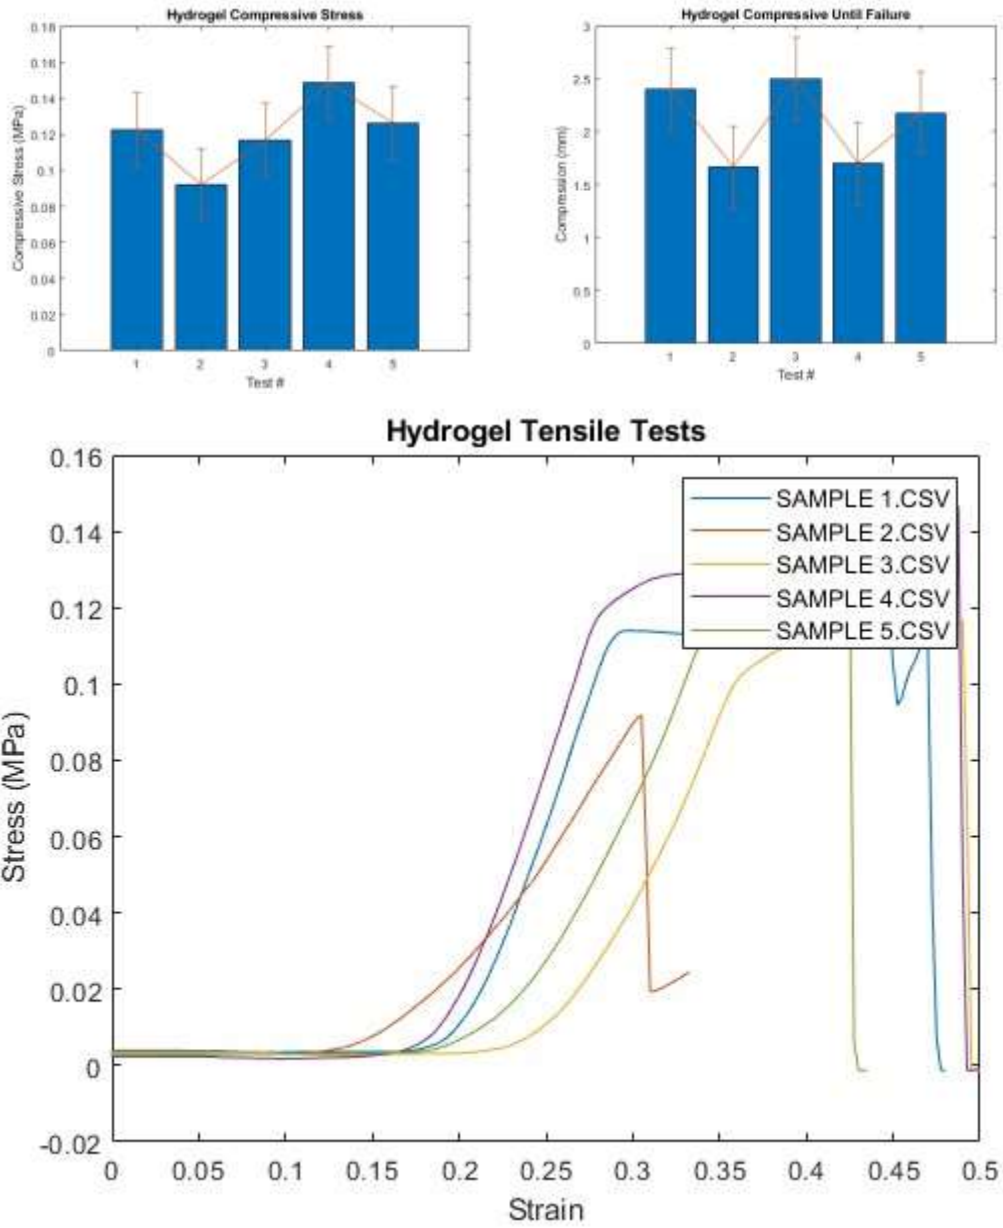 Hydrogel Compressive Stress
0.18
0.16
0.14
0.12
0.1
0.08
0.06
0.04
0.02
0
Compressive Stress (MPa)
1 2 3 4 5
Test #
Hydrogel Compressive Until Failure
3
2.5
2
1.5
1
0.5
0
Compression (mm)
1 2 3 4 5
Test #
Hydrogel Tensile Tests
0.16
0.14
0.12
0.1
0.08
0.06
0.04
0.02
0
-0.02
Stress (MPa)
SAMPLE 1.CSV
SAMPLE 2.CSV
SAMPLE 3.CSV
SAMPLE 4.CSV
SAMPLE 5.CSV
0 0.05 0.1 0.15 0.2 0.25 0.3 0.35 0.4 0.45 0.5
Strain